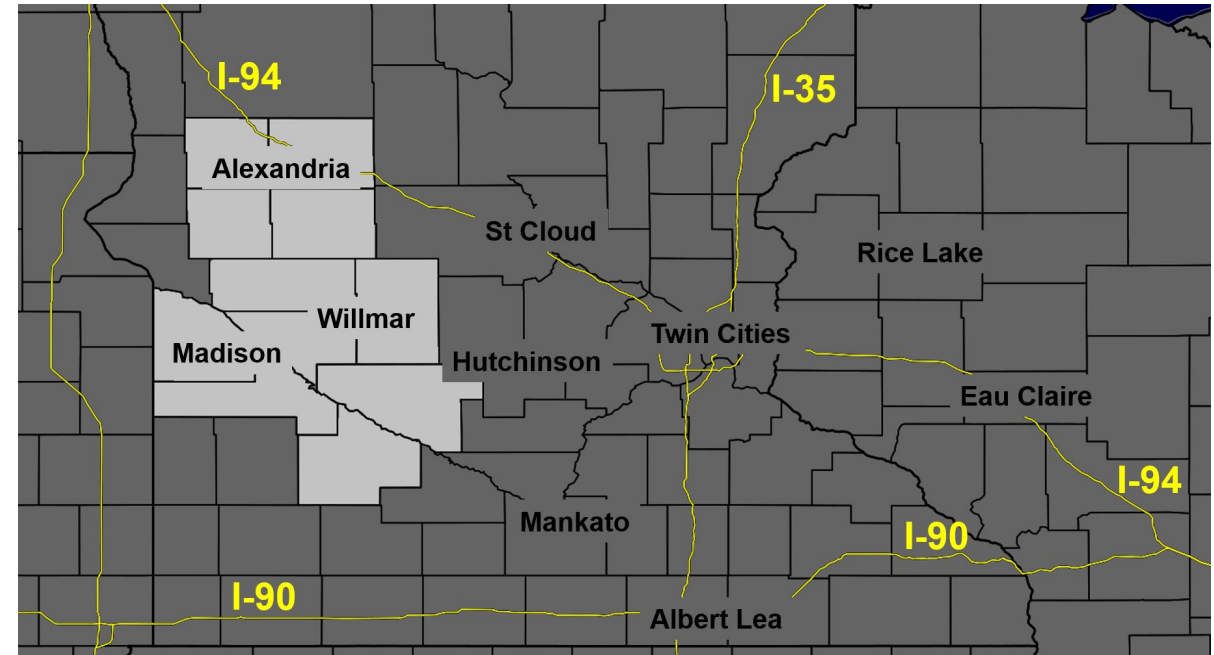 I-94
I-35
Alexandria
St Cloud
Rice Lake
Willmar
Twin Cities
Madison
Hutchinson
Eau Claire
I-94
Mankato
I-90
I-90
Albert Lea